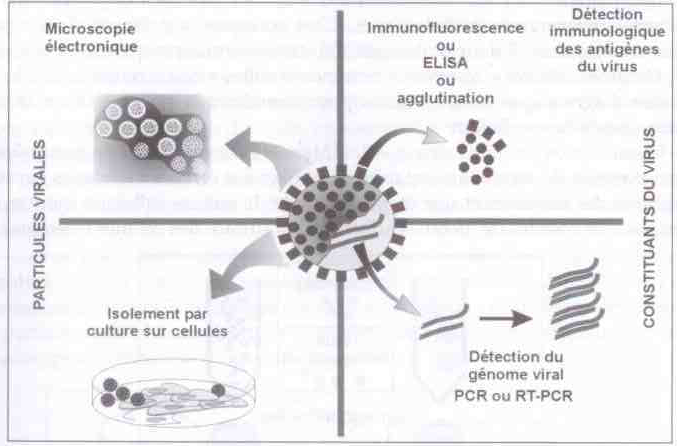 Microscopie
électronique
Immunofluorescence
ou
ELISA
ou
agglutination
Détection
immunologique
des antigènes
du virus
PARTICULES VIRALES
CONSTITUANTS DU VIRUS
Isolement par
culture sur cellules
Détection du
génome viral
PCR ou RT-PCR